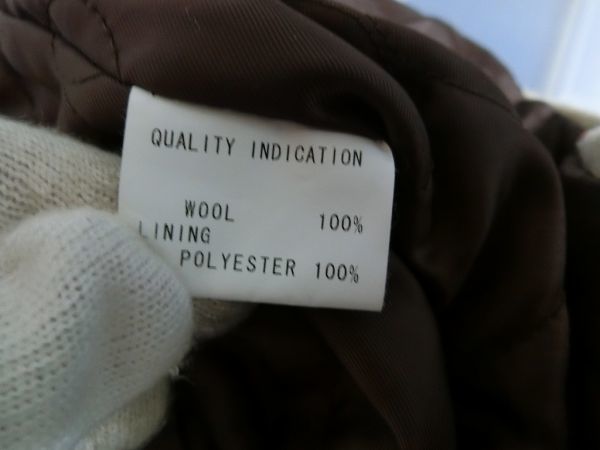 QUALITY INDICATION
WOOL 100%
LINING
POLYESTER 100%